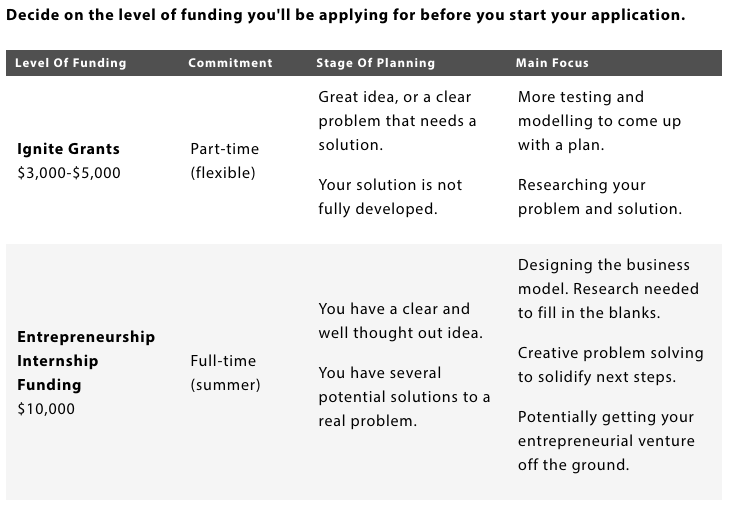 Decide on the level of funding you'll be applying for before you start your application.
Level Of Funding Commitment Stage Of Planning Main Focus
Ignite Grants
$3,000-$5,000
Part-time
(flexible)
Great idea, or a clear
problem that needs a
solution.
Your solution is not
fully developed.
More testing and
modelling to come up
with a plan.
Researching your
problem and solution.
Entrepreneurship
Internship
Funding
$10,000
Full-time
(summer)
You have a clear and
well thought out idea.
You have several
potential solutions to a
real problem.
Designing the business
model. Research needed
to fill in the blanks.
Creative problem solving
to solidify next steps.
Potentially getting your
entrepreneurial venture
off the ground.